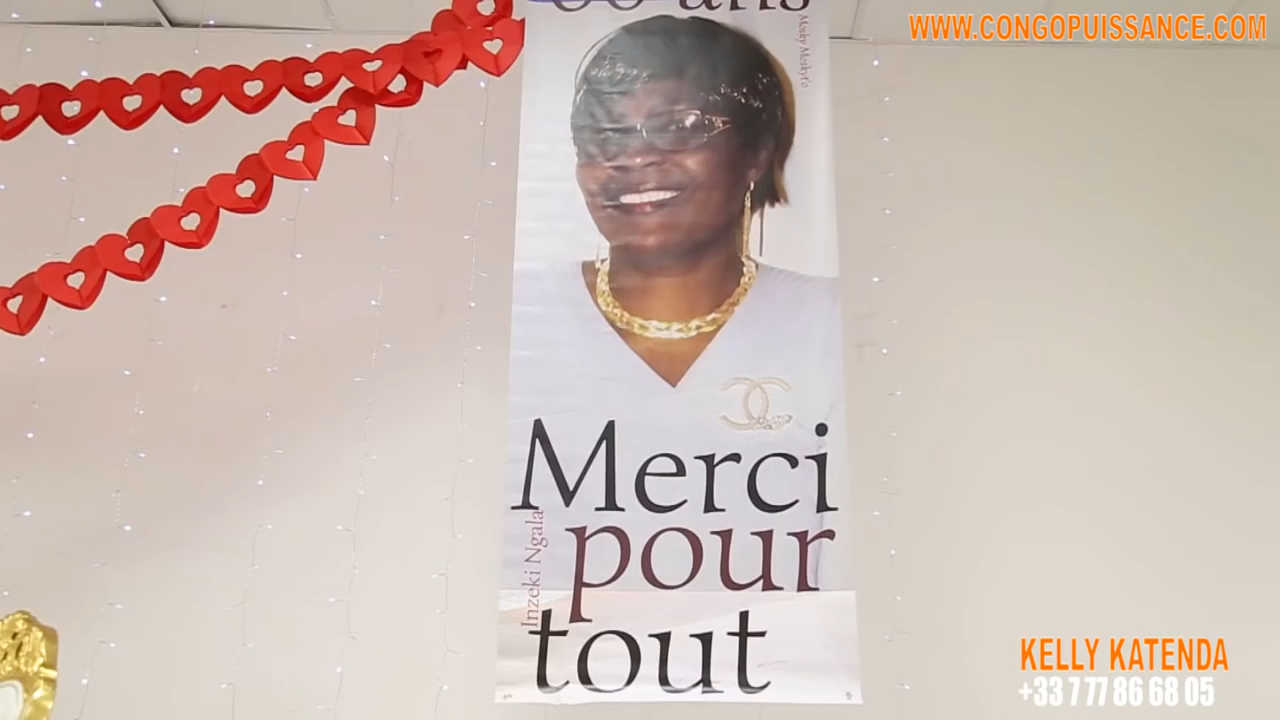 WWW.CONGOPUISSANCE.COM
ans
Merci
Inzeki Ngala
pour
tout
KELLY KATENDA
+33 7 77 86 68 05